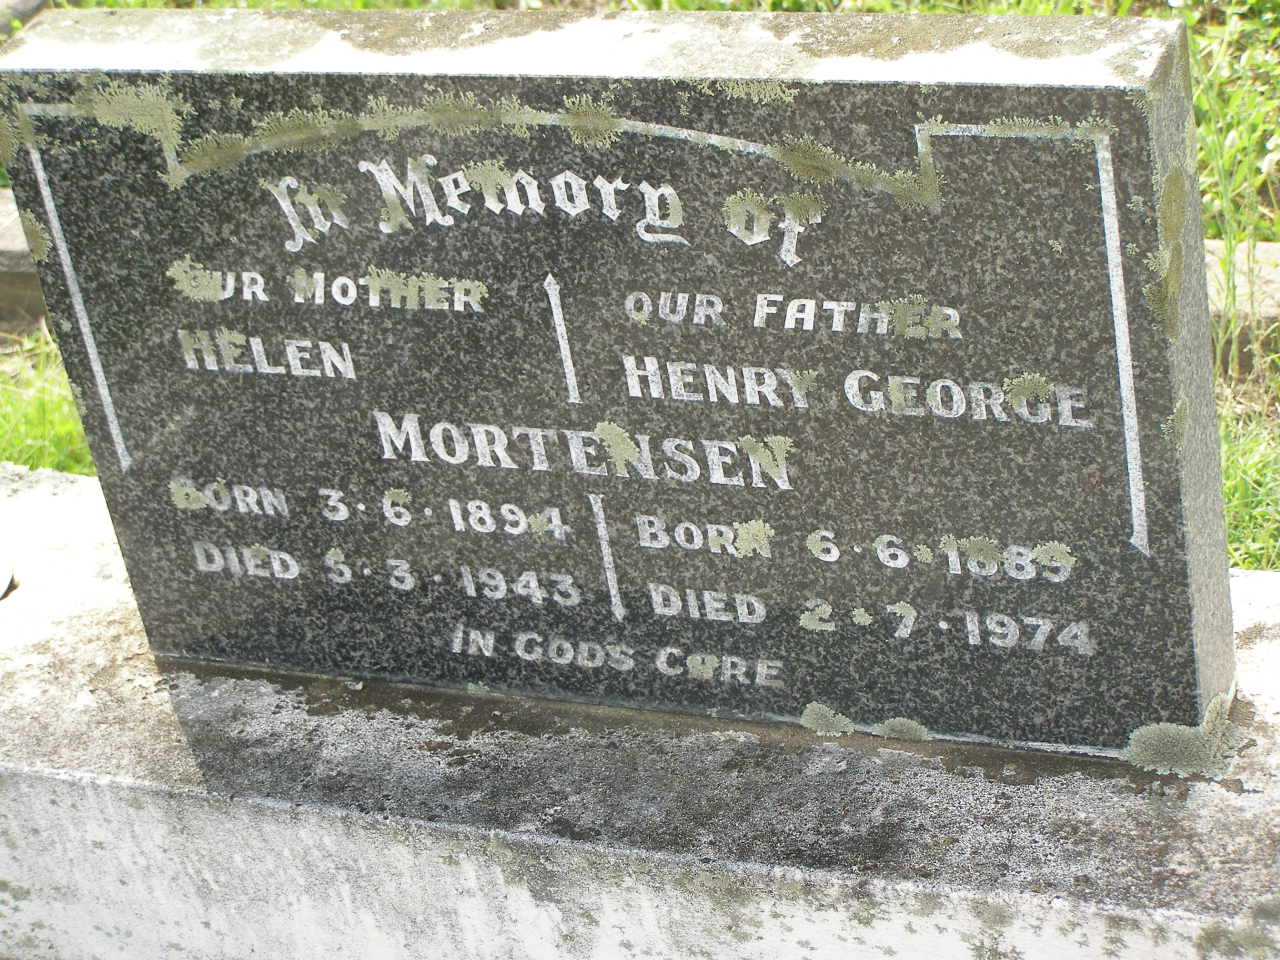 In Memory of
OUR MOTHER
HELEN
OUR FATHER
HENRY GEORGE
MORTENSEN
BORN 3·6·1894
DIED 5·3·1943
BORN 6·6·1889
DIED 2·7·1974
IN GODS CARE